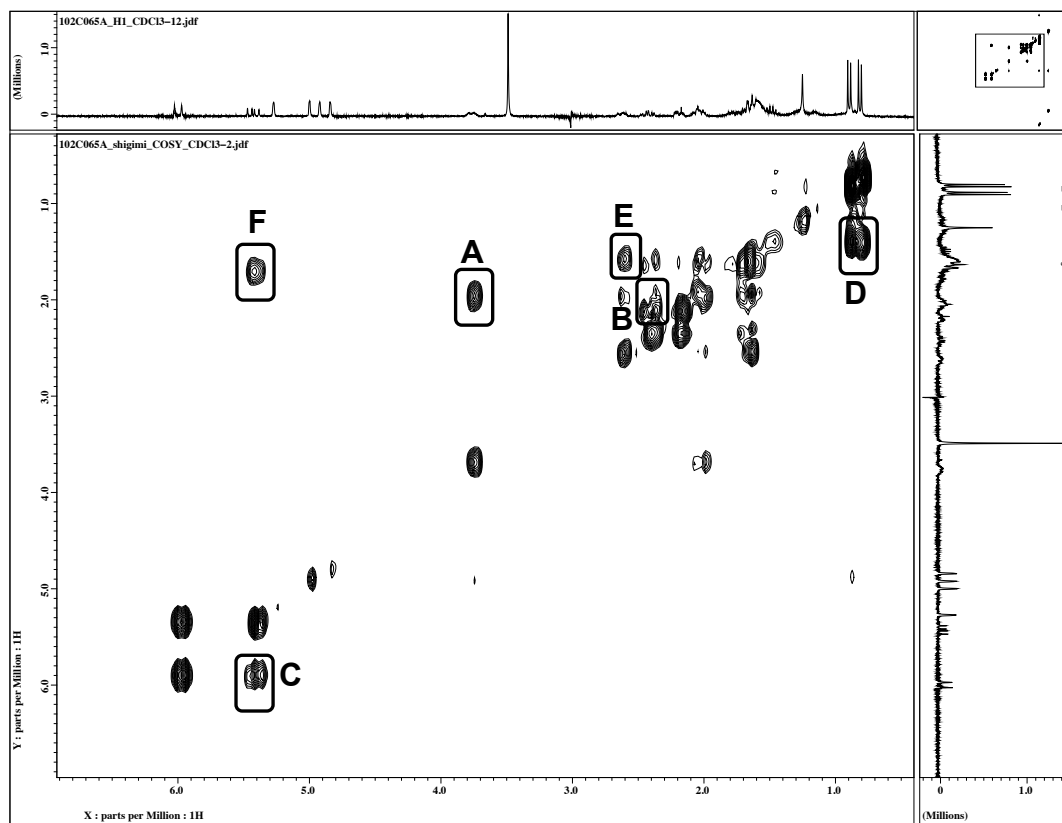 102C065A_H1_CDCl3-12.jdf
(Millions)
1.0
0
102C065A_shigimi_COSY_CDCl3-2.jdf
F
A
E
B
D
C
1.0
2.0
3.0
4.0
5.0
6.0
Y : parts per Million : 1H
6.0 5.0 4.0 3.0 2.0 1.0
X : parts per Million : 1H
0 1.0
(Millions)